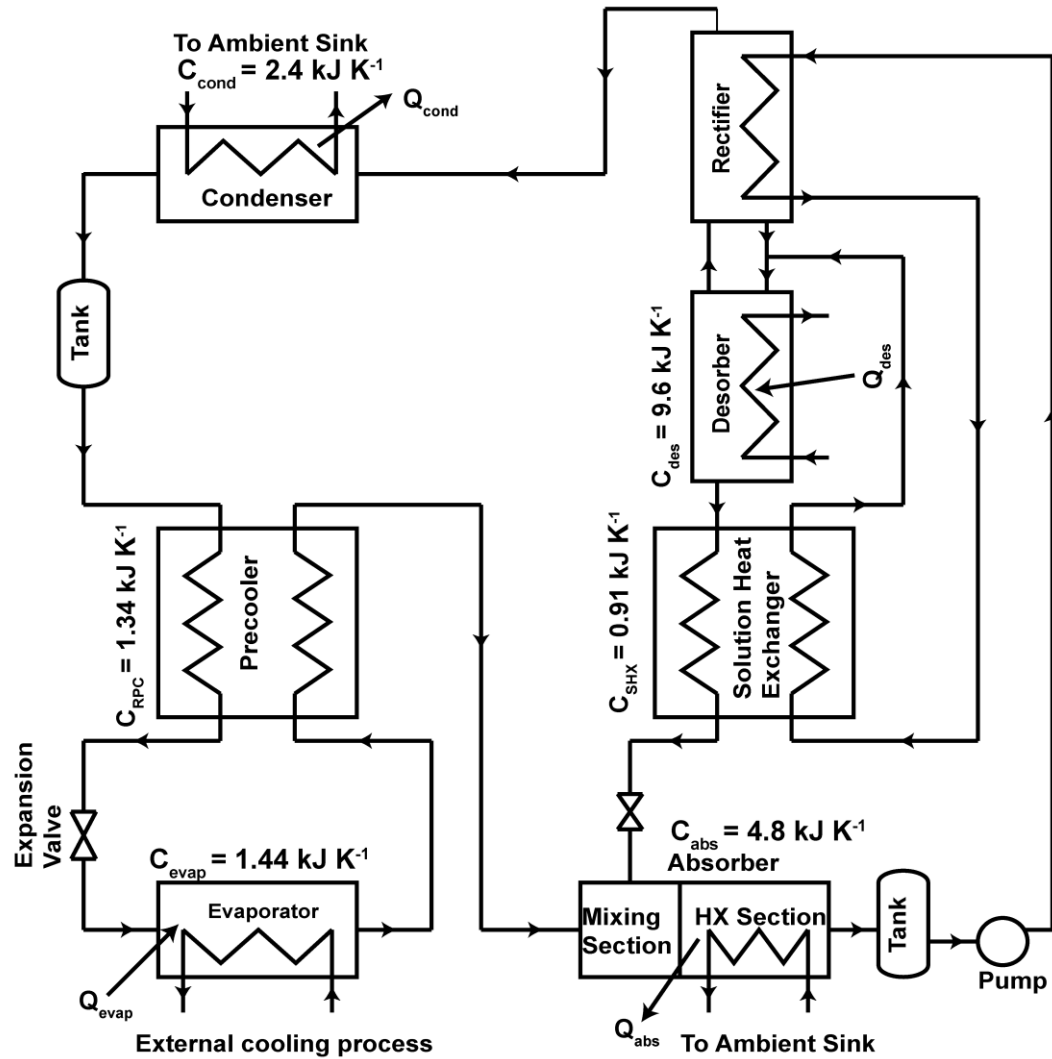 To Ambient Sink
C_cond = 2.4 kJ K⁻¹
Q_cond
Condenser
Rectifier
Tank
Desorber
C_des = 9.6 kJ K⁻¹
Q_des
Precooler
C_RPC = 1.34 kJ K⁻¹
Solution Heat
Exchanger
C_SHX = 0.91 kJ K⁻¹
Expansion
Valve
C_evap = 1.44 kJ K⁻¹
Evaporator
Q_evap
External cooling process
C_abs = 4.8 kJ K⁻¹
Absorber
Mixing
Section
HX Section
Q_abs
To Ambient Sink
Tank
Pump